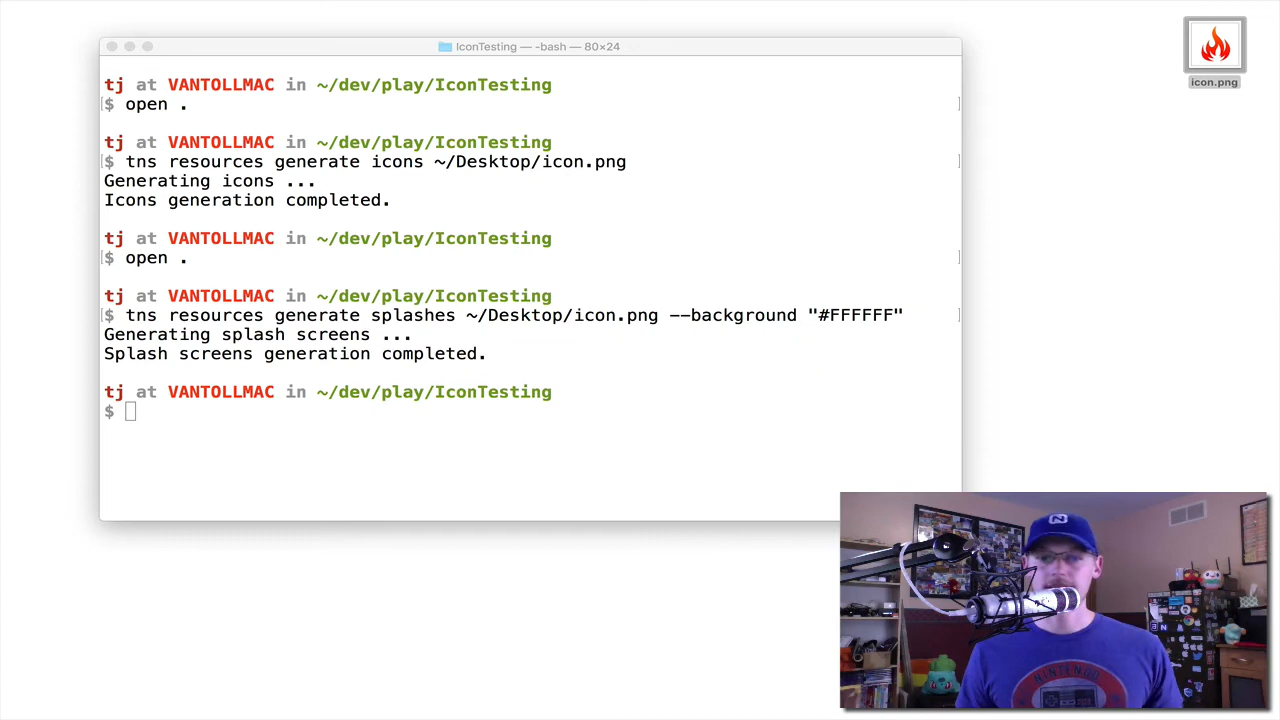 IconTesting — -bash — 80×24
icon.png
tj at VANTOLLMAC in ~/dev/play/IconTesting
$ open .
tj at VANTOLLMAC in ~/dev/play/IconTesting
$ tns resources generate icons ~/Desktop/icon.png
Generating icons ...
Icons generation completed.
tj at VANTOLLMAC in ~/dev/play/IconTesting
$ open .
tj at VANTOLLMAC in ~/dev/play/IconTesting
$ tns resources generate splashes ~/Desktop/icon.png --background "#FFFFFF"
Generating splash screens ...
Splash screens generation completed.
tj at VANTOLLMAC in ~/dev/play/IconTesting
$
N
NINTENDO